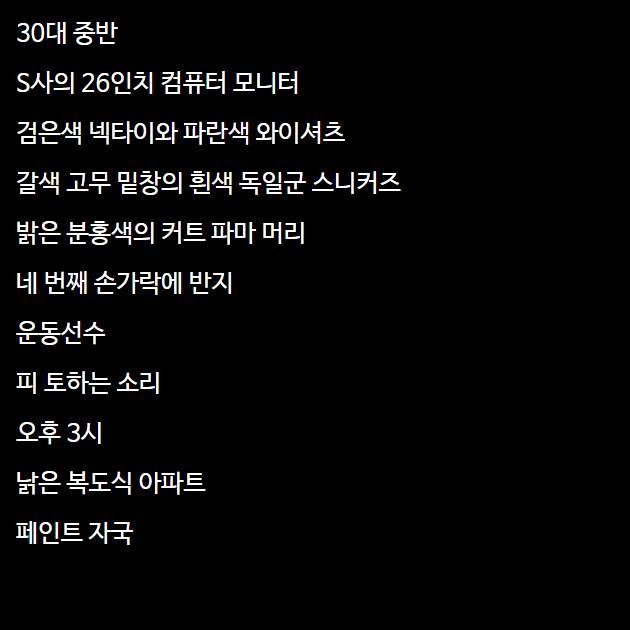 30대 중반
S사의 26인치 컴퓨터 모니터
검은색 넥타이와 파란색 와이셔츠
갈색 고무 밑창의 흰색 독일군 스니커즈
밝은 분홍색의 커트 파마 머리
네 번째 손가락에 반지
운동선수
피 토하는 소리
오후 3시
낡은 복도식 아파트
페인트 자국